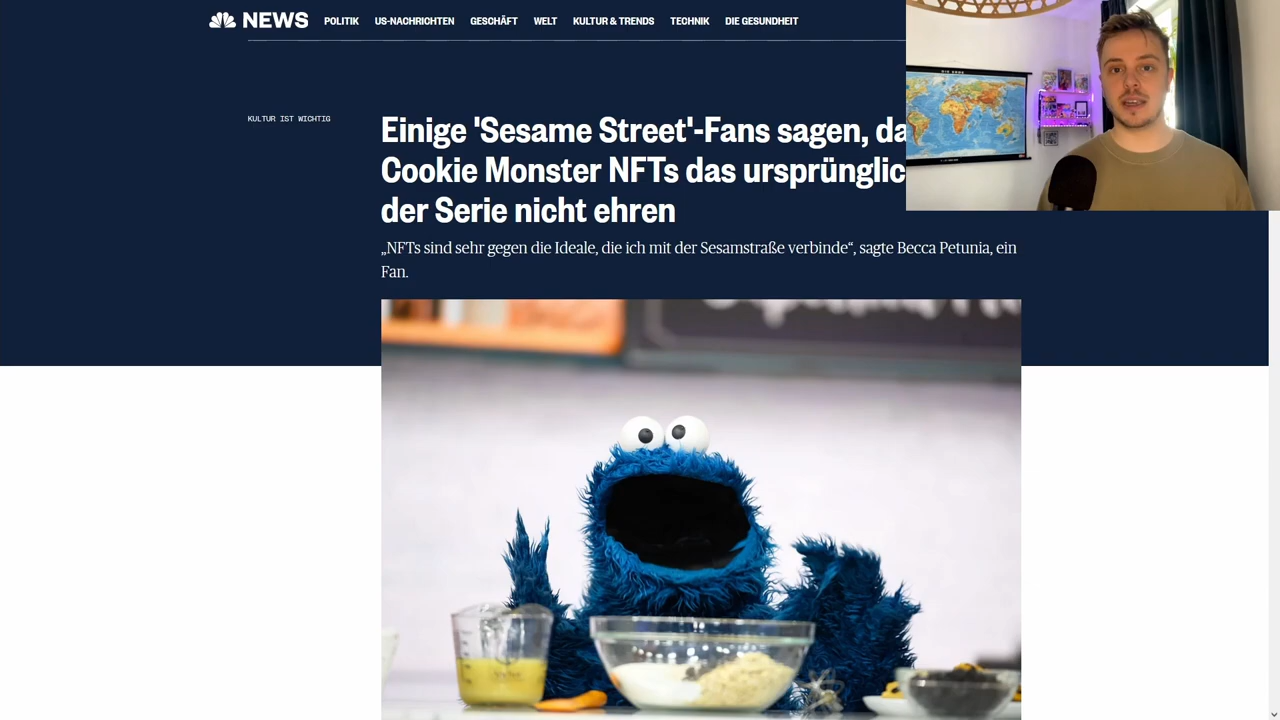 NEWS POLITIK US-NACHRICHTEN GESCHÄFT WELT KULTUR & TRENDS TECHNIK DIE GESUNDHEIT
KULTUR IST WICHTIG
Einige 'Sesame Street'-Fans sagen, da
Cookie Monster NFTs das ursprünglic
der Serie nicht ehren
„NFTs sind sehr gegen die Ideale, die ich mit der Sesamstraße verbinde“, sagte Becca Petunia, ein
Fan.